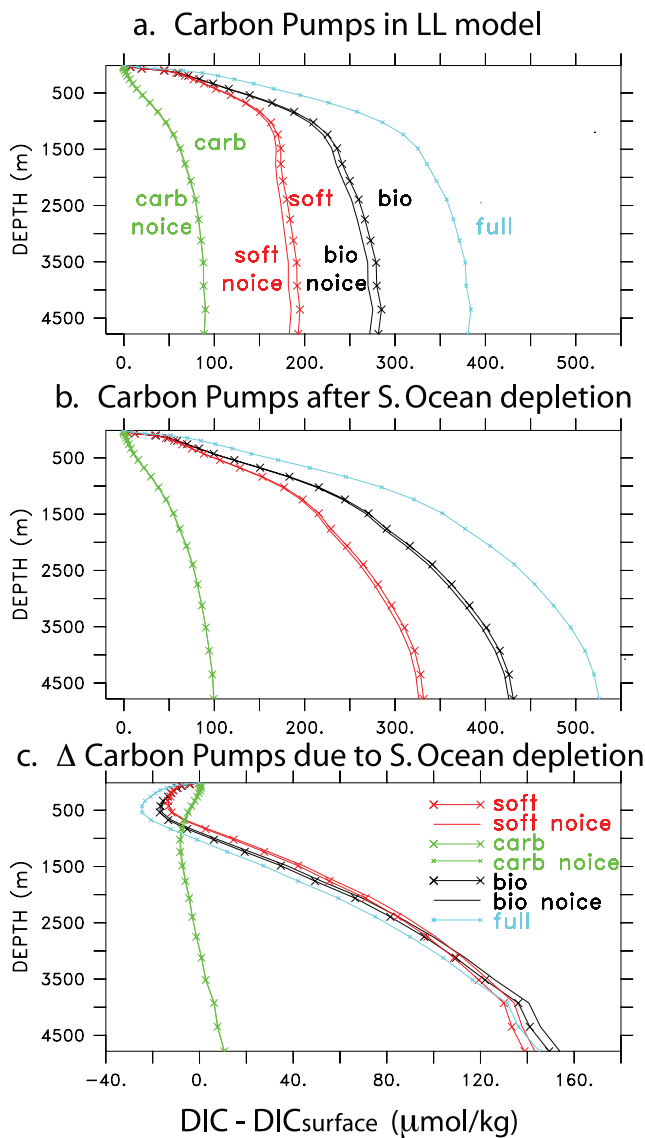 a. Carbon Pumps in LL model
500
1500
2500
3500
4500
DEPTH (m)
carb
carb
noice
soft
soft
noice
bio
bio
noice
full
0. 100. 200. 300. 400. 500.
b. Carbon Pumps after S. Ocean depletion
500
1500
2500
3500
4500
DEPTH (m)
0. 100. 200. 300. 400. 500.
c. Δ Carbon Pumps due to S. Ocean depletion
500
1500
2500
3500
4500
DEPTH (m)
soft
soft noice
carb
carb noice
bio
bio noice
full
-40. 0. 40. 80. 120. 160.
DIC - DICsurface (μmol/kg)